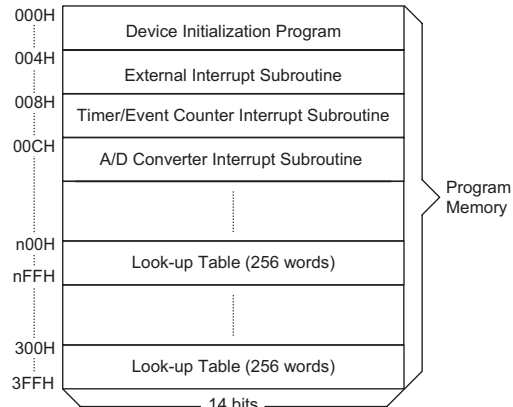 000H
Device Initialization Program
004H
External Interrupt Subroutine
008H
Timer/Event Counter Interrupt Subroutine
00CH
A/D Converter Interrupt Subroutine
Program
Memory
n00H
Look-up Table (256 words)
nFFH
300H
Look-up Table (256 words)
3FFH
14 bits